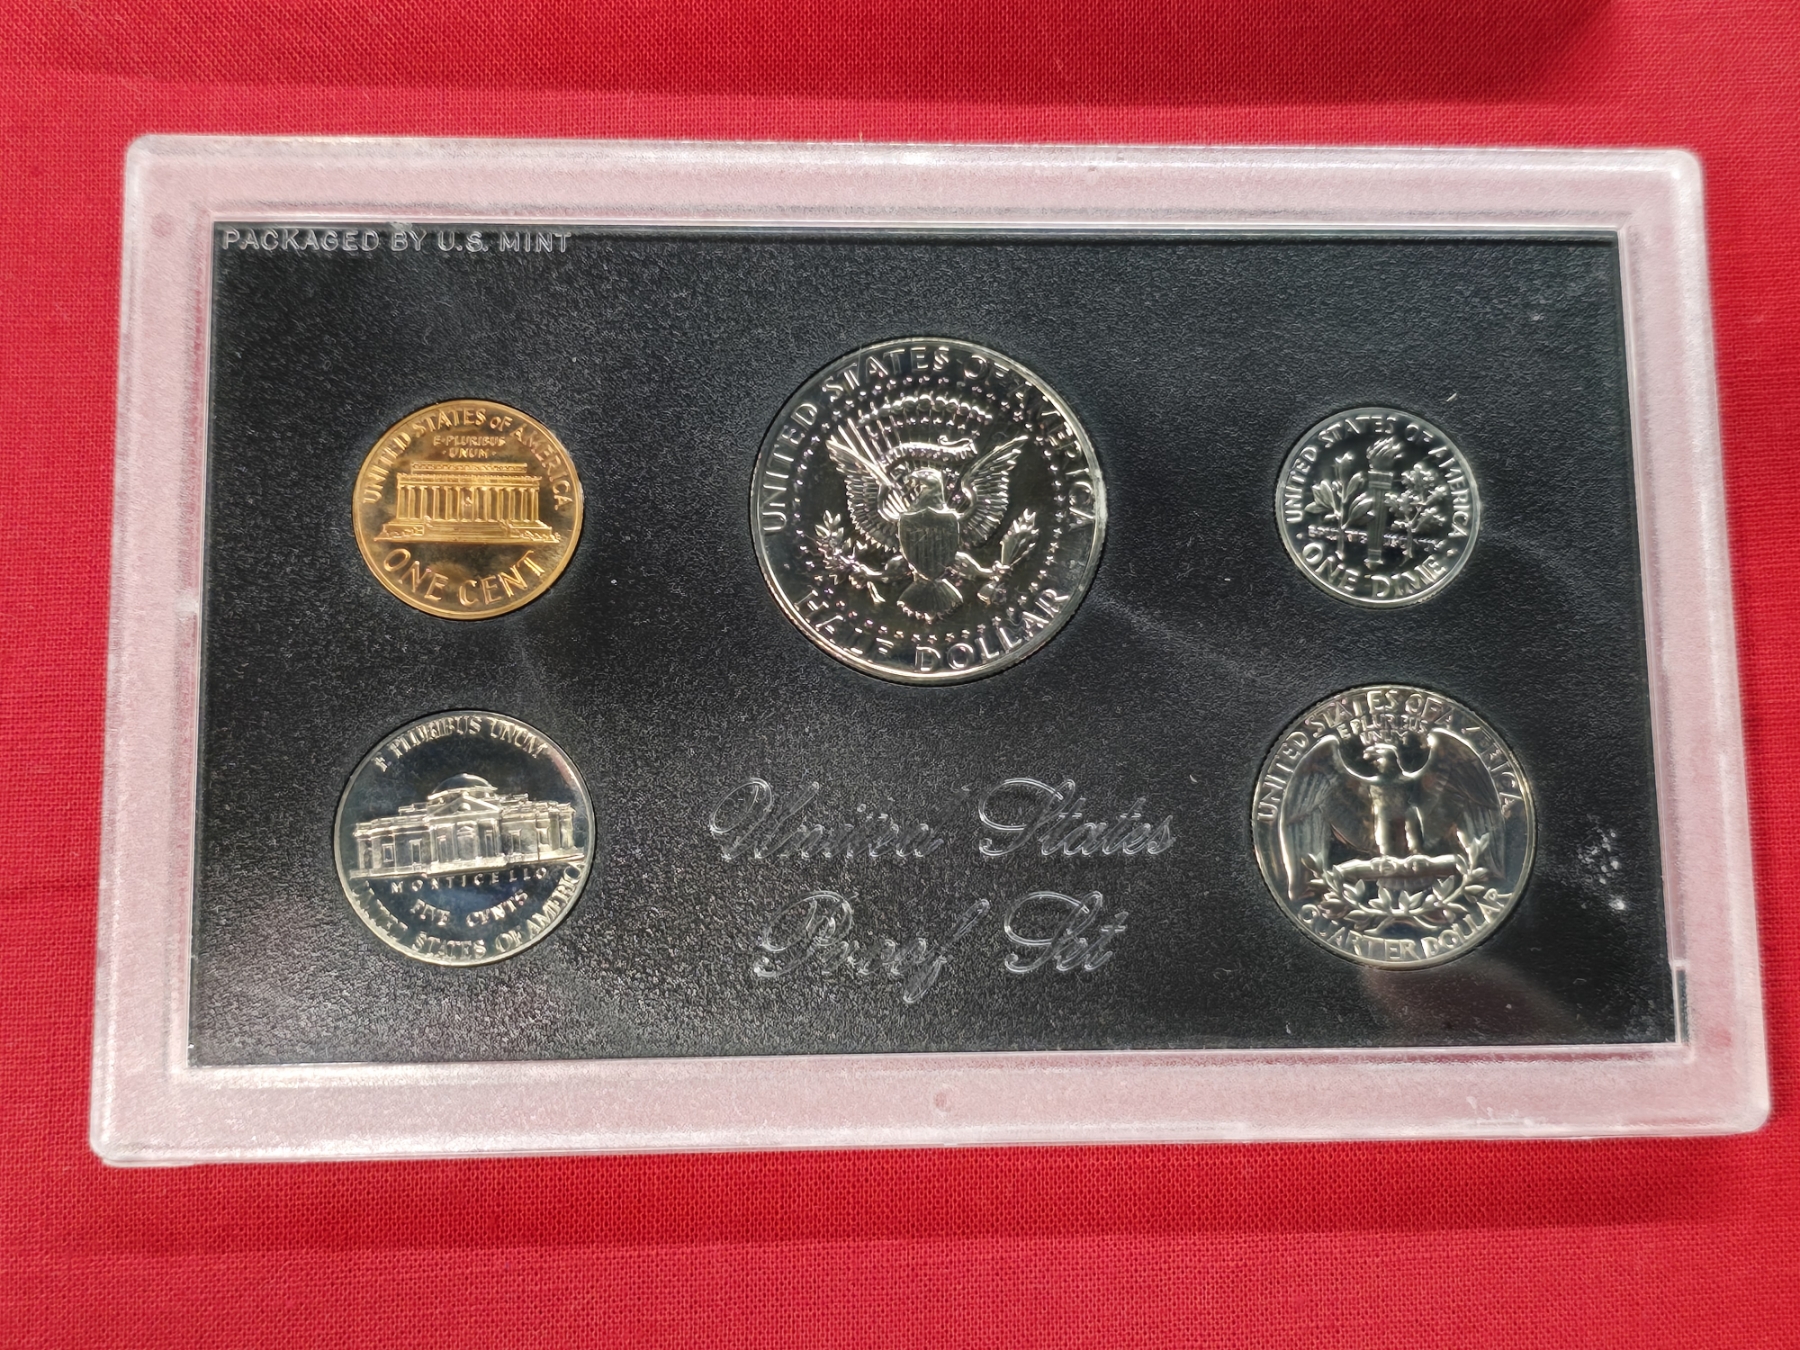 PACKAGED BY U.S. MINT
UNITED STATES OF AMERICA
E·PLURIBUS
·UNUM·
ONE CENT
UNITED STATES OF AMERICA
HALF DOLLAR
UNITED STATES OF AMERICA
· ONE DIME ·
E PLURIBUS UNUM
MONTICELLO
FIVE CENTS
UNITED STATES OF AMERICA
United States
Proof Set
UNITED STATES OF AMERICA
E PLURIBUS
UNUM
QUARTER DOLLAR